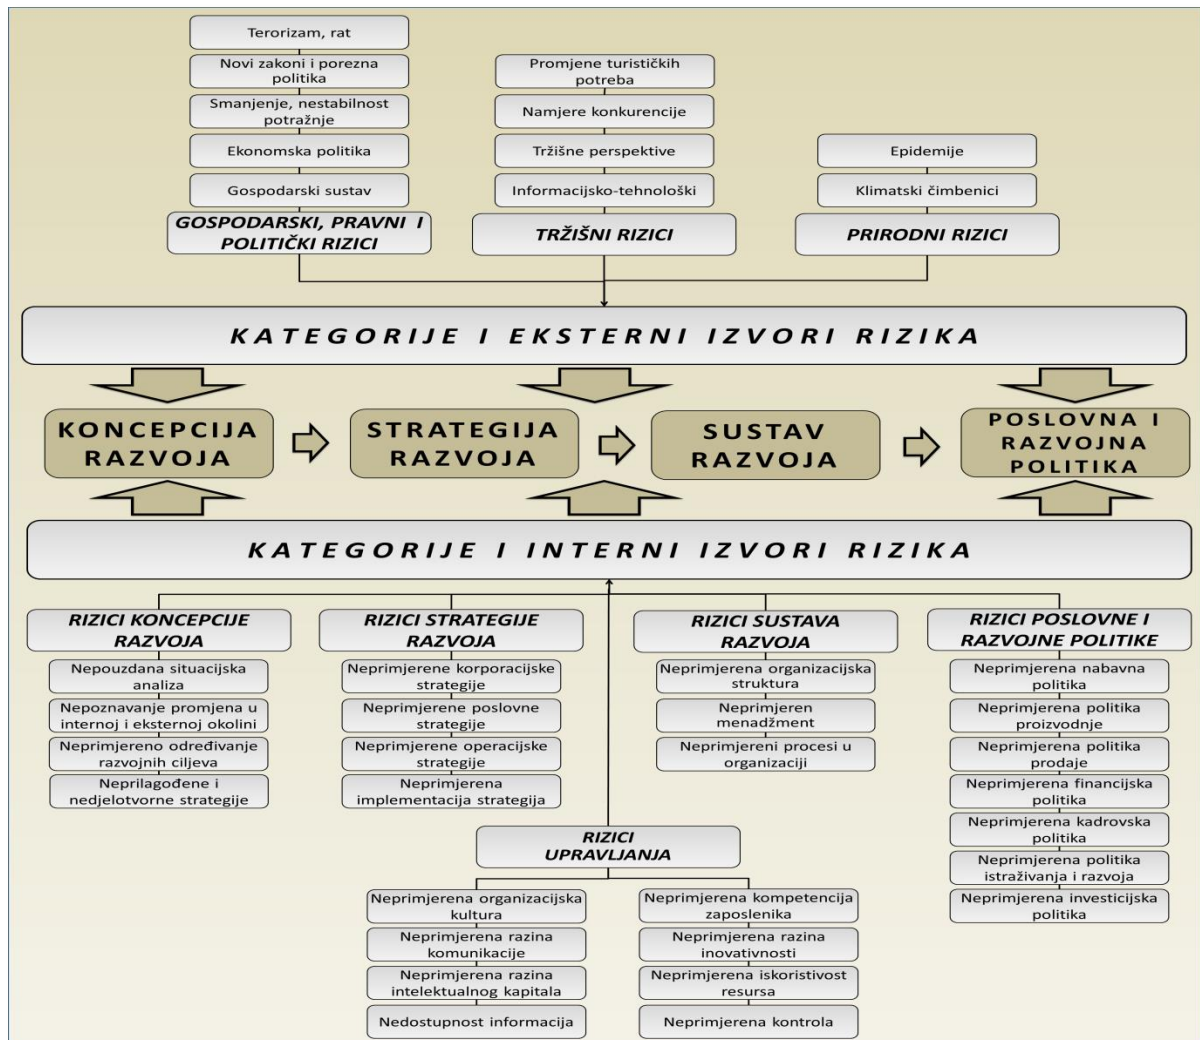 Terorizam, rat
Novi zakoni i porezna
politika
Smanjenje, nestabilnost
potražnje
Ekonomska politika
Gospodarski sustav
GOSPODARSKI, PRAVNI I
POLITIČKI RIZICI
Promjene turističkih
potreba
Namjere konkurencije
Tržišne perspektive
Informacijsko-tehnološki
TRŽIŠNI RIZICI
Epidemije
Klimatski čimbenici
PRIRODNI RIZICI
KATEGORIJE I EKSTERNI IZVORI RIZIKA
KONCEPCIJA
RAZVOJA
STRATEGIJA
RAZVOJA
SUSTAV
RAZVOJA
POSLOVNA I
RAZVOJNA
POLITIKA
KATEGORIJE I INTERNI IZVORI RIZIKA
RIZICI KONCEPCIJE
RAZVOJA
Nepouzdana situacijska
analiza
Nepoznavanje promjena u
internoj i eksternoj okolini
Neprimjereno određivanje
razvojnih ciljeva
Neprilagođene i
nedjelotvorne strategije
RIZICI STRATEGIJE
RAZVOJA
Neprimjerene korporacijske
strategije
Neprimjerene poslovne
strategije
Neprimjerene operacijske
strategije
Neprimjerena
implementacija strategija
RIZICI SUSTAVA
RAZVOJA
Neprimjerena organizacijska
struktura
Neprimjeren
menadžment
Neprimjereni procesi u
organizaciji
RIZICI POSLOVNE I
RAZVOJNE POLITIKE
Neprimjerena nabavna
politika
Neprimjerena politika
proizvodnje
Neprimjerena politika
prodaje
Neprimjerena financijska
politika
Neprimjerena kadrovska
politika
Neprimjerena politika
istraživanja i razvoja
Neprimjerena investicijska
politika
RIZICI
UPRAVLJANJA
Neprimjerena organizacijska
kultura
Neprimjerena razina
komunikacije
Neprimjerena razina
intelektualnog kapitala
Nedostupnost informacija
Neprimjerena kompetencija
zaposlenika
Neprimjerena razina
inovativnosti
Neprimjerena iskoristivost
resursa
Neprimjerena kontrola